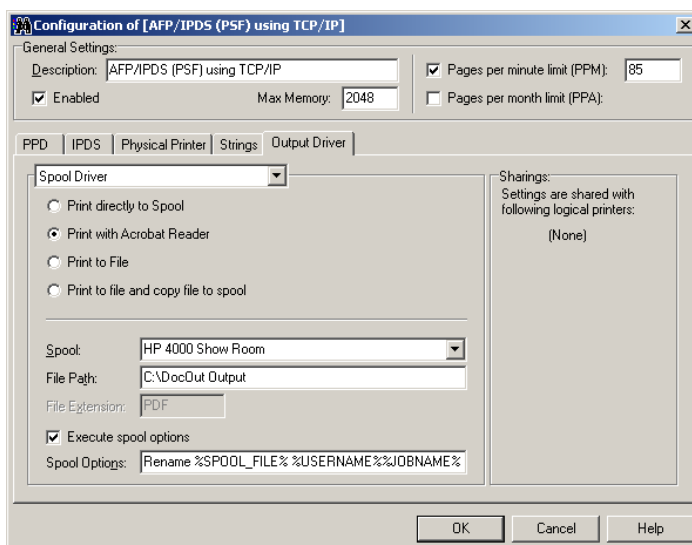 Configuration of [AFP/IPDS (PSF) using TCP/IP]
General Settings:
Description: AFP/IPDS (PSF) using TCP/IP
Pages per minute limit (PPM): 85
Enabled Max Memory: 2048
Pages per month limit (PPA):
PPD IPDS Physical Printer Strings Output Driver
Spool Driver
Print directly to Spool
Print with Acrobat Reader
Print to File
Print to file and copy file to spool
Spool: HP 4000 Show Room
File Path: C:\DocOut Output
File Extension: PDF
Execute spool options
Spool Options: Rename %SPOOL_FILE% %USERNAME%%JOBNAME%
Sharings:
Settings are shared with
following logical printers:
(None)
OK Cancel Help